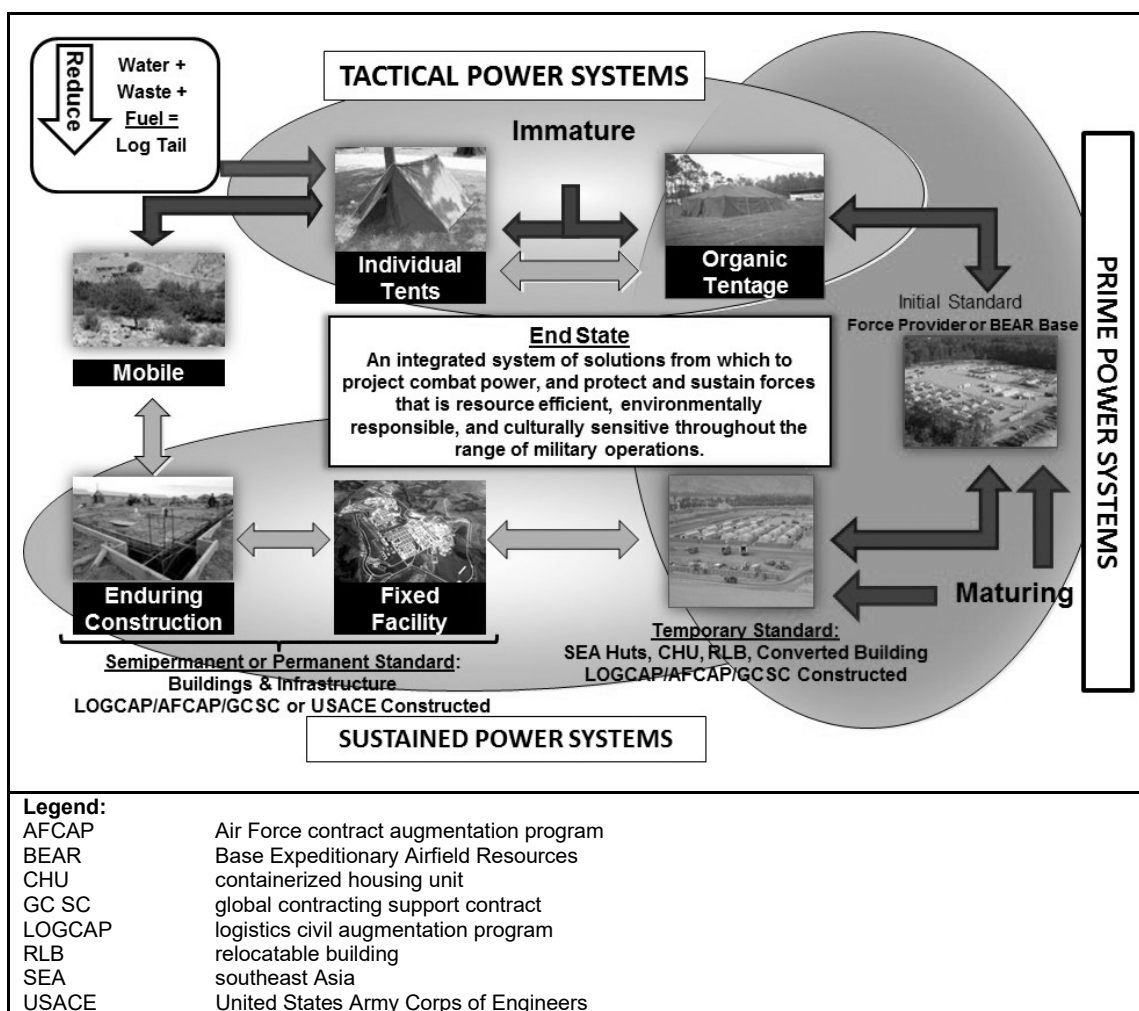 Reduce
Water +
Waste +
Fuel =
Log Tail
TACTICAL POWER SYSTEMS
Immature
Individual
Tents
Organic
Tentage
Mobile
Initial Standard
Force Provider or BEAR Base
PRIME POWER SYSTEMS
End State
An integrated system of solutions from which to
project combat power, and protect and sustain forces
that is resource efficient, environmentally
responsible, and culturally sensitive throughout the
range of military operations.
Enduring
Construction
Fixed
Facility
Maturing
Semipermanent or Permanent Standard:
Buildings & Infrastructure
LOGCAP/AFCAP/GCSC or USACE Constructed
Temporary Standard:
SEA Huts, CHU, RLB, Converted Building
LOGCAP/AFCAP/GCSC Constructed
SUSTAINED POWER SYSTEMS
Legend:
AFCAP Air Force contract augmentation program
BEAR Base Expeditionary Airfield Resources
CHU containerized housing unit
GC SC global contracting support contract
LOGCAP logistics civil augmentation program
RLB relocatable building
SEA southeast Asia
USACE United States Army Corps of Engineers